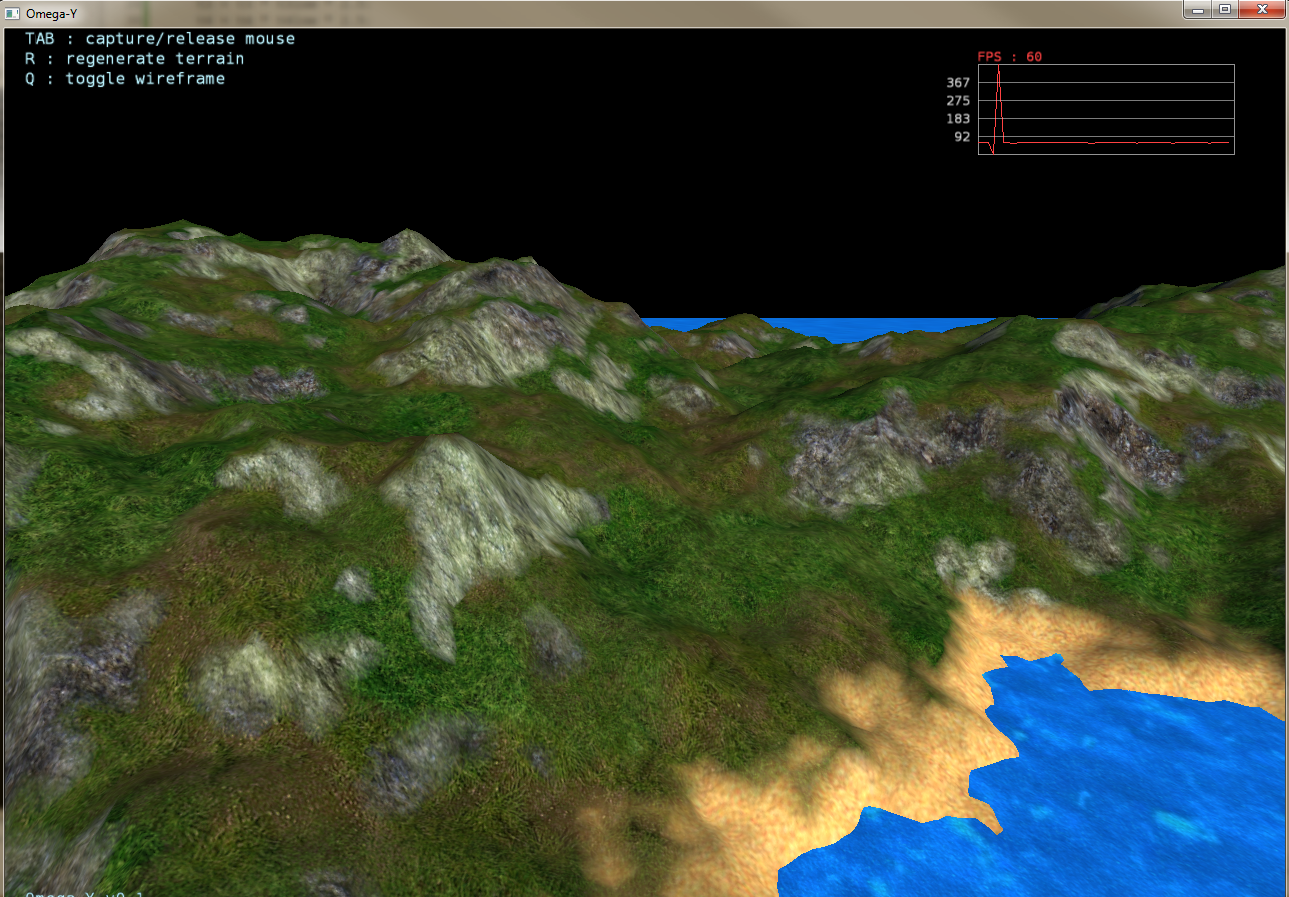 Omega-Y
TAB : capture/release mouse
R : regenerate terrain
Q : toggle wireframe
FPS : 60
367
275
183
92